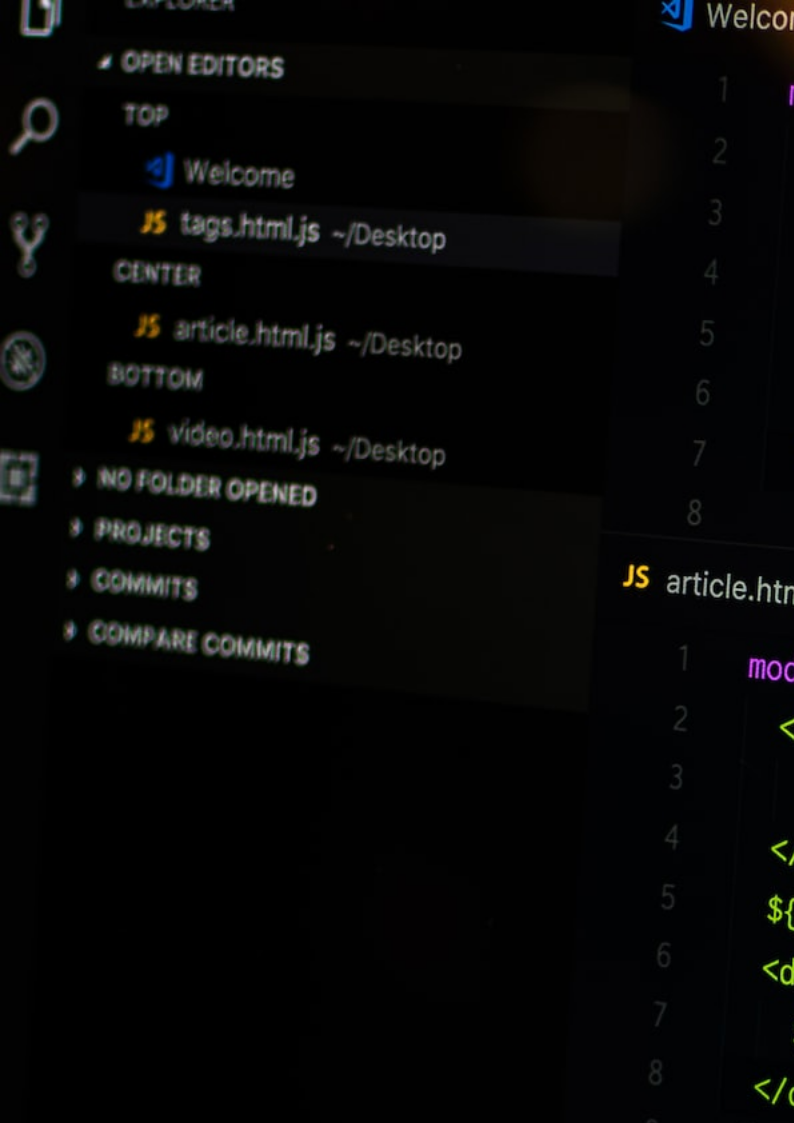 EXPLORER
OPEN EDITORS
TOP
Welcome
JS tags.html.js ~/Desktop
CENTER
JS article.html.js ~/Desktop
BOTTOM
JS video.html.js ~/Desktop
NO FOLDER OPENED
PROJECTS
COMMITS
COMPARE COMMITS
Welco
1
2
3
4
5
6
7
8
JS article.htm
1 mod
2 <
3
4 </
5 ${
6 <d
7
8 </